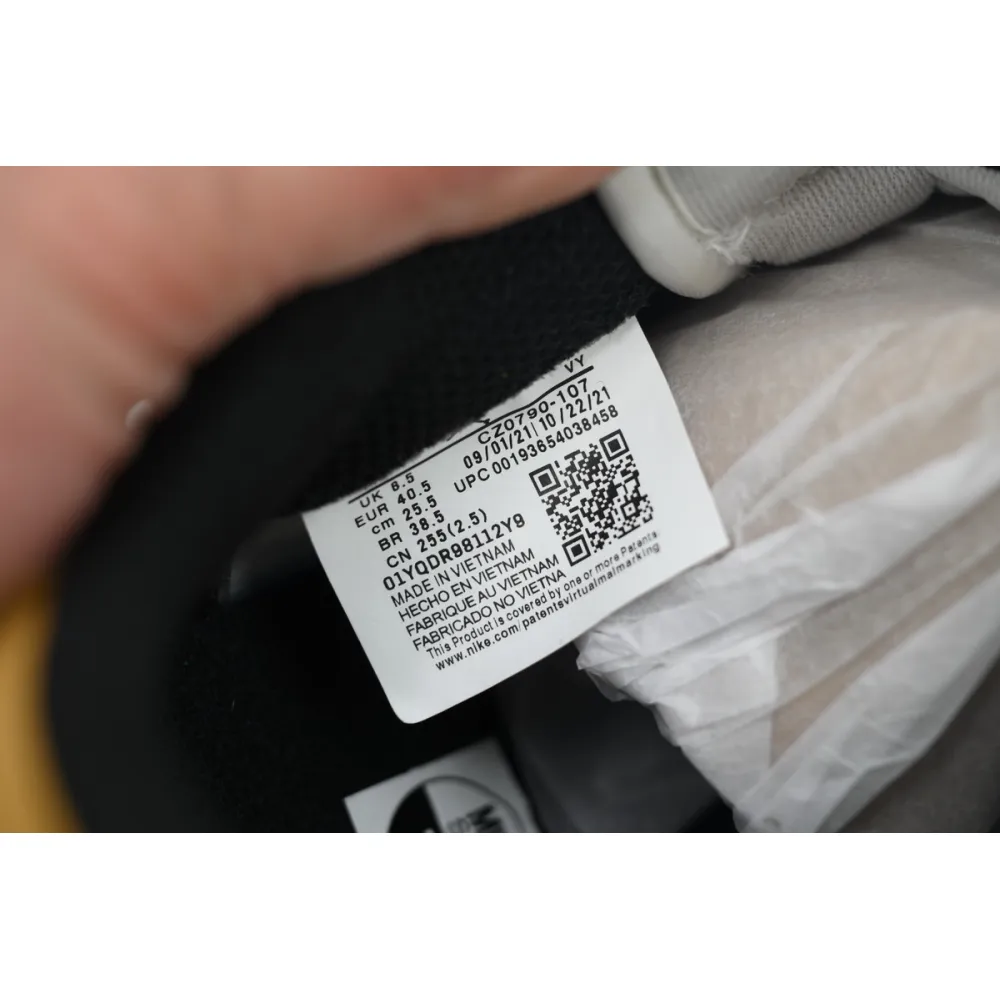 VY
CZ0790-107
09/01/21|10/22/21
UPC 00193654038458
UK 8.5
EUR 40.5
cm 25.5
BR 38.5
CN 255(2.5)
01YQDR98112Y9
MADE IN VIETNAM
HECHO EN VIETNAM
FABRIQUE AU VIETNAM
FABRICADO NO VIETNA
This Product is covered by one or more Patents
www.nike.com/patentsvirtualmalmarking